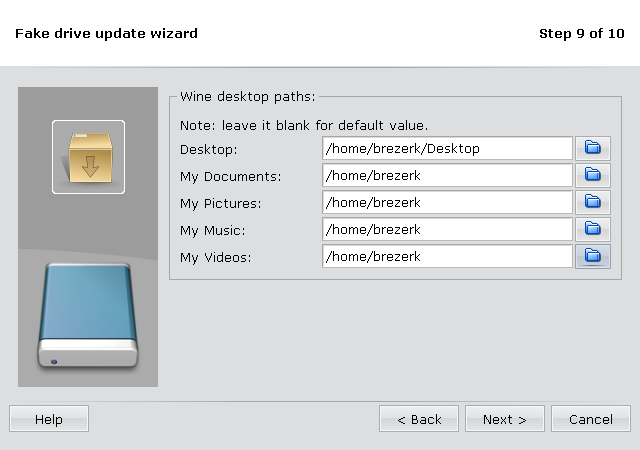 Fake drive update wizard Step 9 of 10
Wine desktop paths:
Note: leave it blank for default value.
Desktop: /home/brezerk/Desktop
My Documents: /home/brezerk
My Pictures: /home/brezerk
My Music: /home/brezerk
My Videos: /home/brezerk
Help < Back Next > Cancel